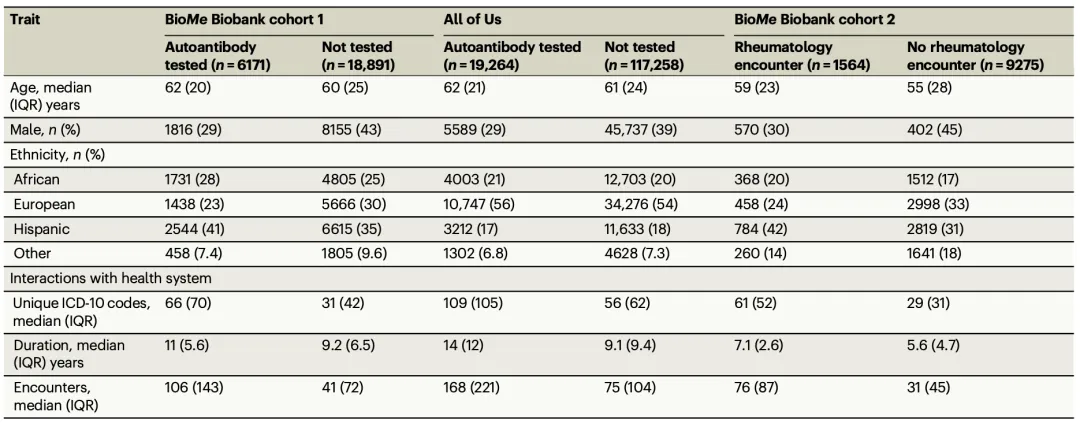 Trait BioMe Biobank cohort 1 All of Us BioMe Biobank cohort 2
Autoantibody tested (n = 6171) Not tested (n = 18,891) Autoantibody tested (n = 19,264) Not tested (n = 117,258) Rheumatology encounter (n = 1564) No rheumatology encounter (n = 9275)
Age, median (IQR) years 62 (20) 60 (25) 62 (21) 61 (24) 59 (23) 55 (28)
Male, n (%) 1816 (29) 8155 (43) 5589 (29) 45,737 (39) 570 (30) 402 (45)
Ethnicity, n (%)
African 1731 (28) 4805 (25) 4003 (21) 12,703 (20) 368 (20) 1512 (17)
European 1438 (23) 5666 (30) 10,747 (56) 34,276 (54) 458 (24) 2998 (33)
Hispanic 2544 (41) 6615 (35) 3212 (17) 11,633 (18) 784 (42) 2819 (31)
Other 458 (7.4) 1805 (9.6) 1302 (6.8) 4628 (7.3) 260 (14) 1641 (18)
Interactions with health system
Unique ICD-10 codes, median (IQR) 66 (70) 31 (42) 109 (105) 56 (62) 61 (52) 29 (31)
Duration, median (IQR) years 11 (5.6) 9.2 (6.5) 14 (12) 9.1 (9.4) 7.1 (2.6) 5.6 (4.7)
Encounters, median (IQR) 106 (143) 41 (72) 168 (221) 75 (104) 76 (87) 31 (45)